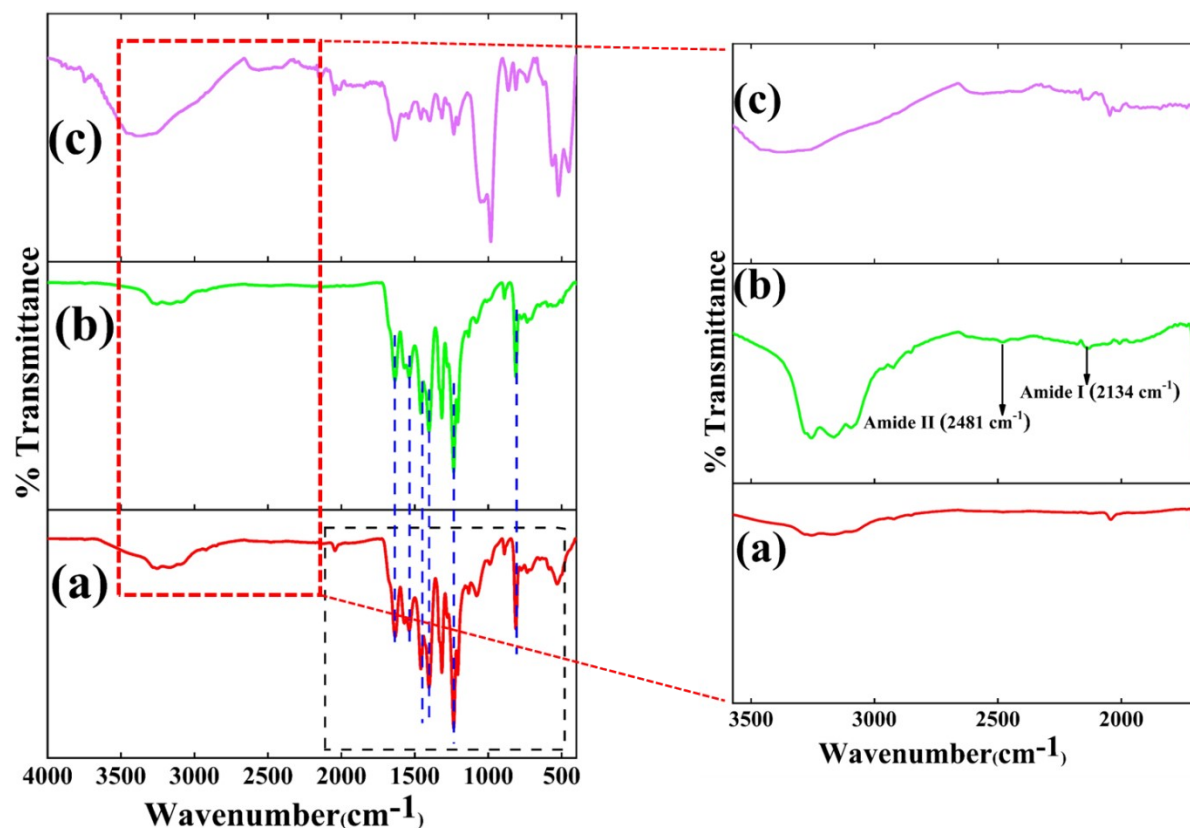 (c)
(b)
(a)
% Transmittance
4000 3500 3000 2500 2000 1500 1000 500
Wavenumber(cm-1)
(c)
(b)
Amide I (2134 cm-1)
Amide II (2481 cm-1)
(a)
% Transmittance
3500 3000 2500 2000
Wavenumber(cm-1)